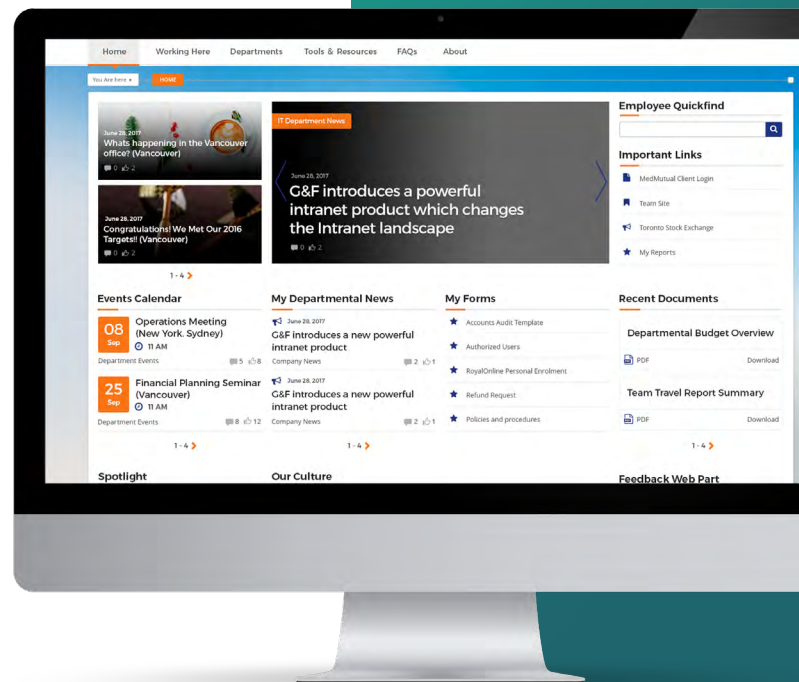 Home Working Here Departments Tools & Resources FAQs About
You Are here HOME
June 28, 2017
Whats happening in the Vancouver
office? (Vancouver)
0 2
June 28, 2017
Congratulations! We Met Our 2016
Targets!! (Vancouver)
0 2
1 - 4
IT Department News
June 28, 2017
G&F introduces a powerful
intranet product which changes
the Intranet landscape
0 2
Employee Quickfind
Important Links
MedMutual Client Login
Team Site
Toronto Stock Exchange
My Reports
Events Calendar
08
Sep
Operations Meeting
(New York. Sydney)
11 AM
Department Events 5 8
25
Sep
Financial Planning Seminar
(Vancouver)
11 AM
Department Events 8 12
1 - 4
My Departmental News
June 28, 2017
G&F introduces a new powerful
intranet product
Company News 2 1
June 28, 2017
G&F introduces a new powerful
intranet product
Company News 2 1
1 - 4
My Forms
Accounts Audit Template
Authorized Users
RoyalOnline Personal Enrolment
Refund Request
Policies and procedures
Recent Documents
Departmental Budget Overview
PDF Download
Team Travel Report Summary
PDF Download
1 - 4
Spotlight
Our Culture
Feedback Web Part